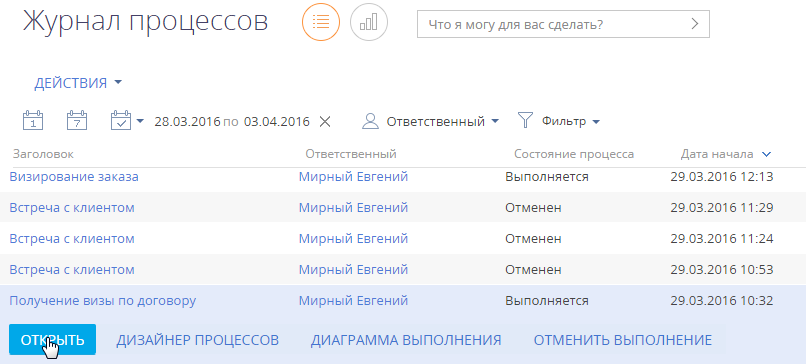 Журнал процессов
Что я могу для вас сделать?
ДЕЙСТВИЯ
1 7 28.03.2016 по 03.04.2016 Ответственный Фильтр
Заголовок Ответственный Состояние процесса Дата начала
Визирование заказа Мирный Евгений Выполняется 29.03.2016 12:13
Встреча с клиентом Мирный Евгений Отменен 29.03.2016 11:29
Встреча с клиентом Мирный Евгений Отменен 29.03.2016 11:24
Встреча с клиентом Мирный Евгений Отменен 29.03.2016 10:53
Получение визы по договору Мирный Евгений Выполняется 29.03.2016 10:32
ОТКРЫТЬ ДИЗАЙНЕР ПРОЦЕССОВ ДИАГРАММА ВЫПОЛНЕНИЯ ОТМЕНИТЬ ВЫПОЛНЕНИЕ